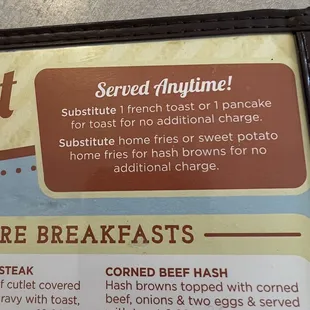 t
Served Anytime!
Substitute 1 french toast or 1 pancake
for toast for no additional charge.
Substitute home fries or sweet potato
home fries for hash browns for no
additional charge.
RE BREAKFASTS
STEAK
f cutlet covered
ravy with toast,
CORNED BEEF HASH
Hash browns topped with corned
beef, onions & two eggs & served